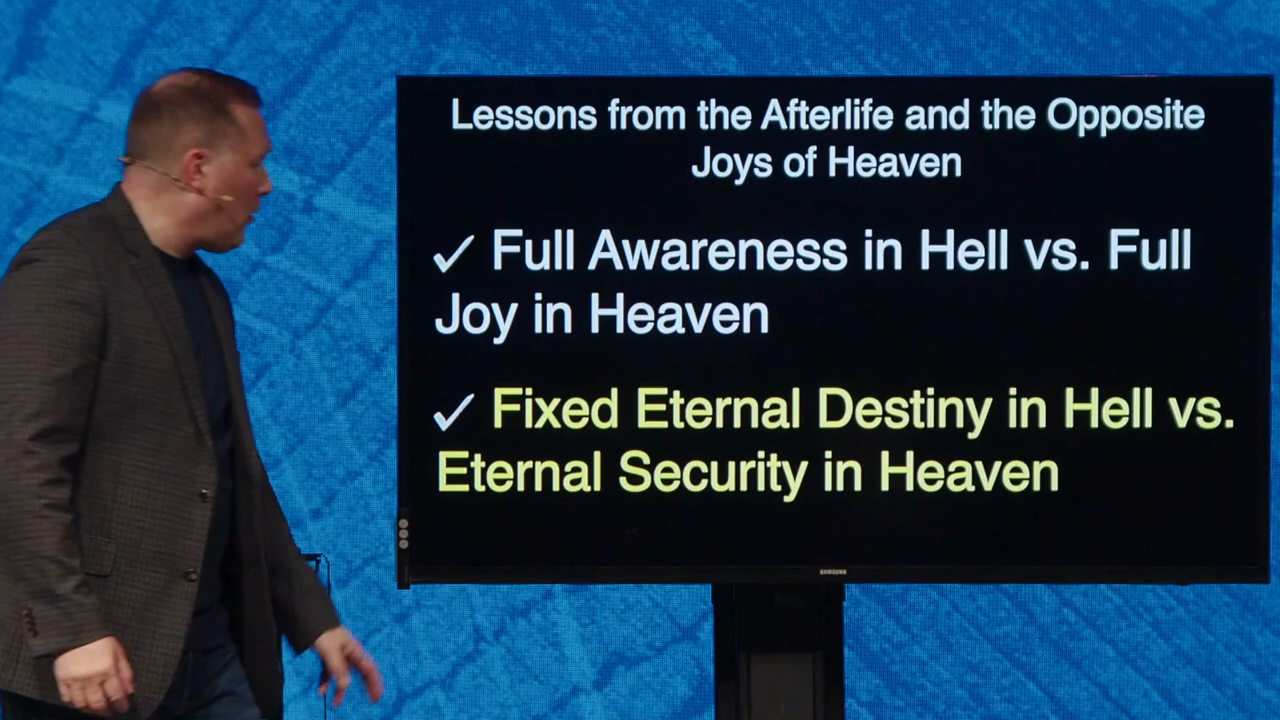 Lessons from the Afterlife and the Opposite
Joys of Heaven
✓ Full Awareness in Hell vs. Full
Joy in Heaven
✓ Fixed Eternal Destiny in Hell vs.
Eternal Security in Heaven
SAMSUNG